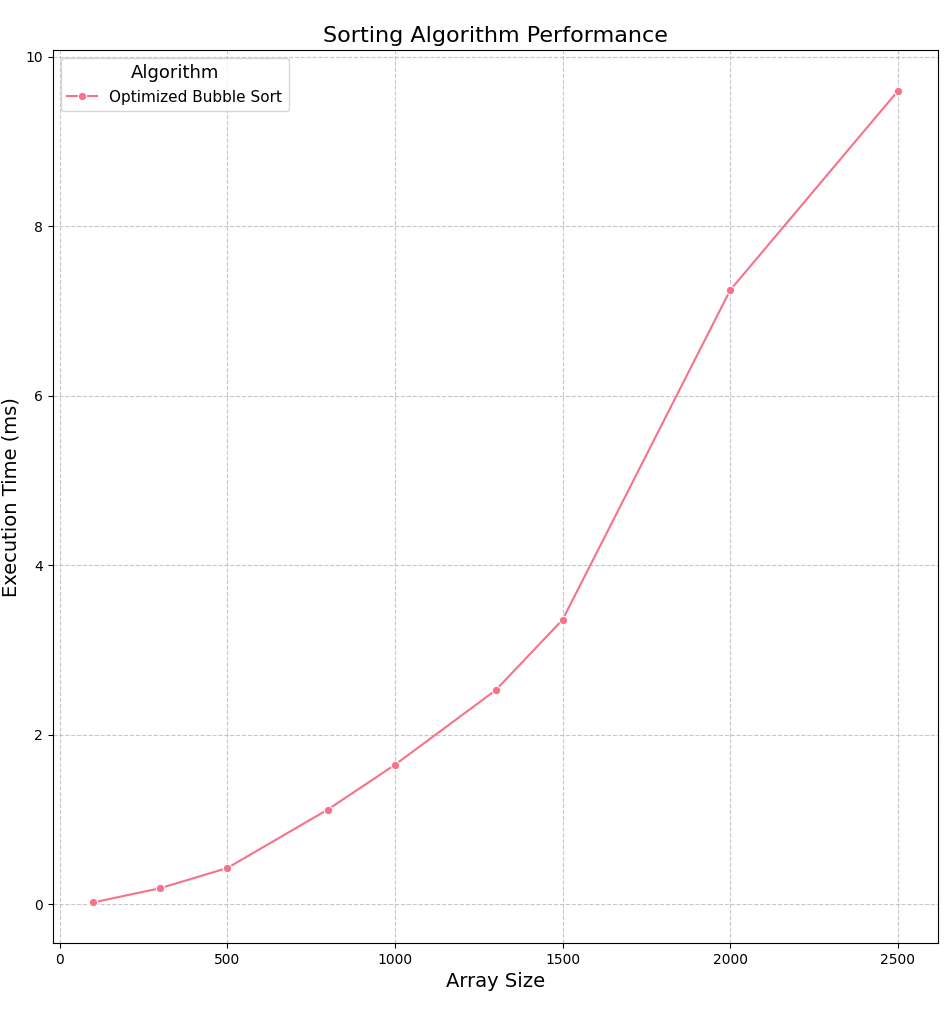 Sorting Algorithm Performance
Algorithm
Optimized Bubble Sort
Execution Time (ms)
10
8
6
4
2
0
0 500 1000 1500 2000 2500
Array Size